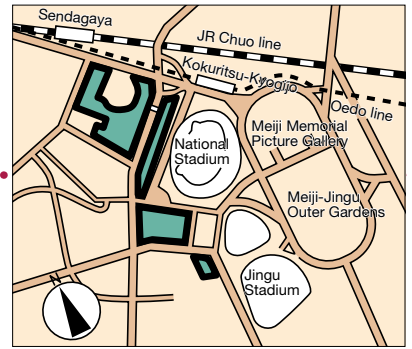 Sendagaya
JR Chuo line
Kokuritsu-Kyogijo
Oedo line
National
Stadium
Meiji Memorial
Picture Gallery
Meiji-Jingu
Outer Gardens
Jingu
Stadium